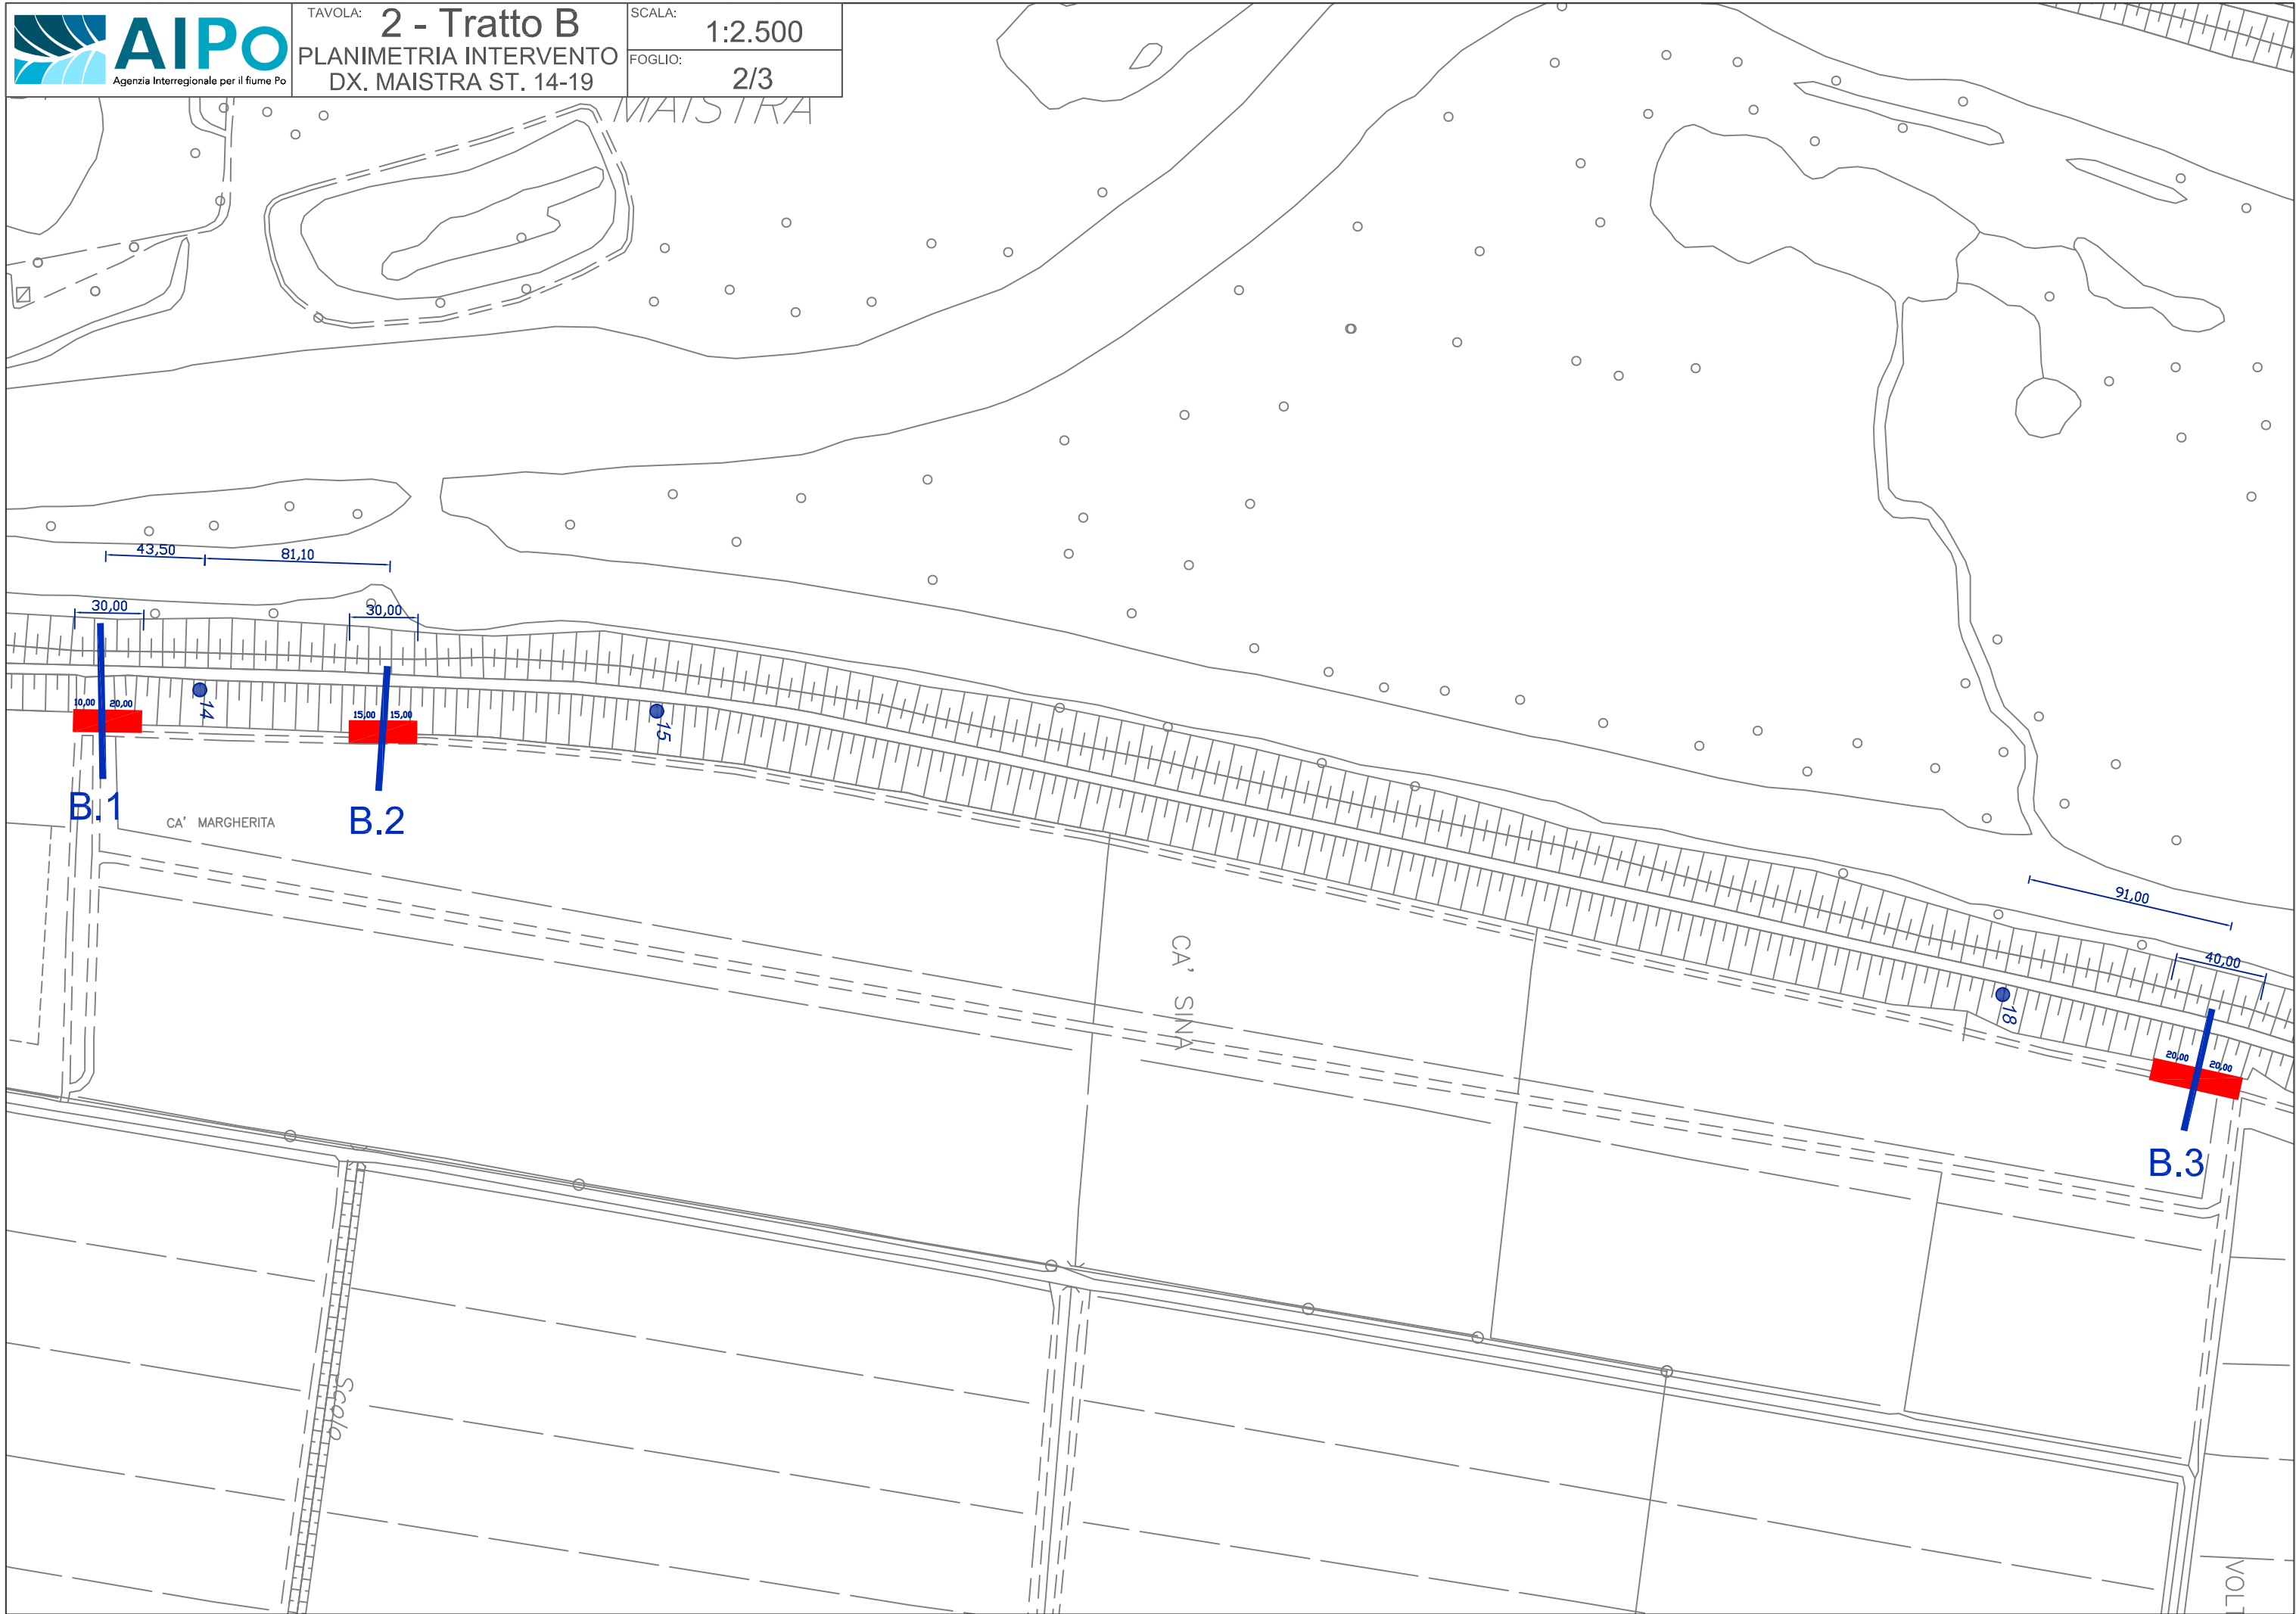 AIPo
Agenzia Interregionale per il fiume Po
TAVOLA:
2 - Tratto B
PLANIMETRIA INTERVENTO
DX. MAISTRA ST. 14-19
SCALA:
1:2.500
FOGLIO:
2/3
MAISTRA
43,50
81,10
30,00
30,00
10,00
20,00
14
15,00
15,00
15
B.1
B.2
CA' MARGHERITA
91,00
40,00
CA' SINA
18
20,00
20,00
B.3
Scolo